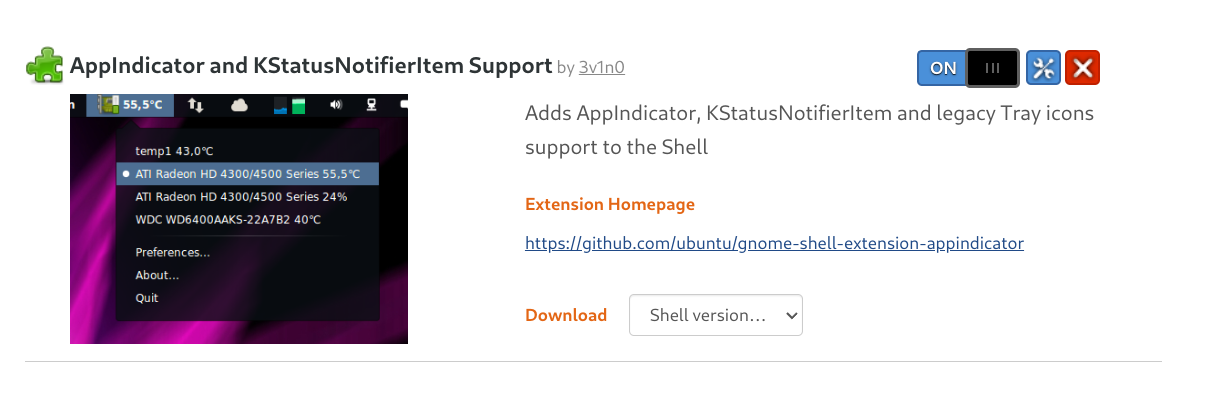 AppIndicator and KStatusNotifierItem Support by 3v1n0
ON
n 55,5°C
temp1 43,0°C
ATI Radeon HD 4300/4500 Series 55,5°C
ATI Radeon HD 4300/4500 Series 24%
WDC WD6400AAKS-22A7B2 40°C
Preferences...
About...
Quit
Adds AppIndicator, KStatusNotifierItem and legacy Tray icons
support to the Shell
Extension Homepage
https://github.com/ubuntu/gnome-shell-extension-appindicator
Download Shell version...